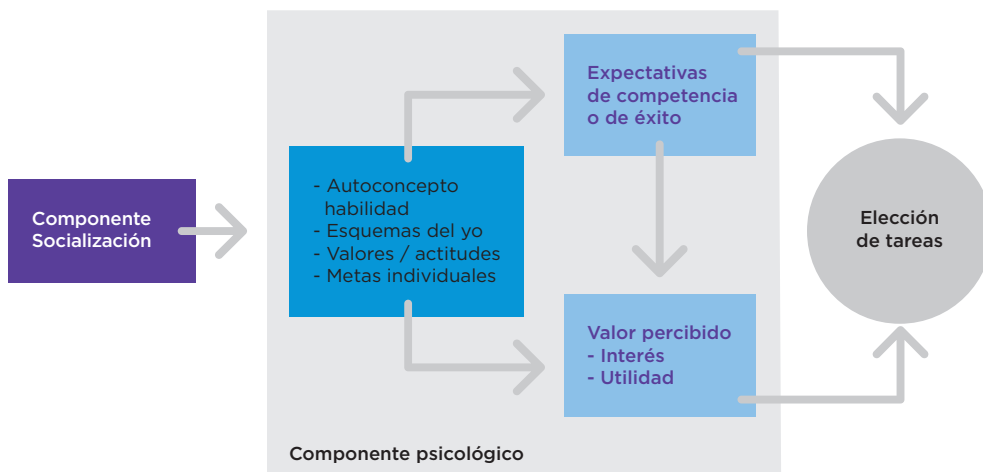 Componente
Socialización
- Autoconcepto
habilidad
- Esquemas del yo
- Valores / actitudes
- Metas individuales
Expectativas
de competencia
o de éxito
Valor percibido
- Interés
- Utilidad
Elección
de tareas
Componente psicológico